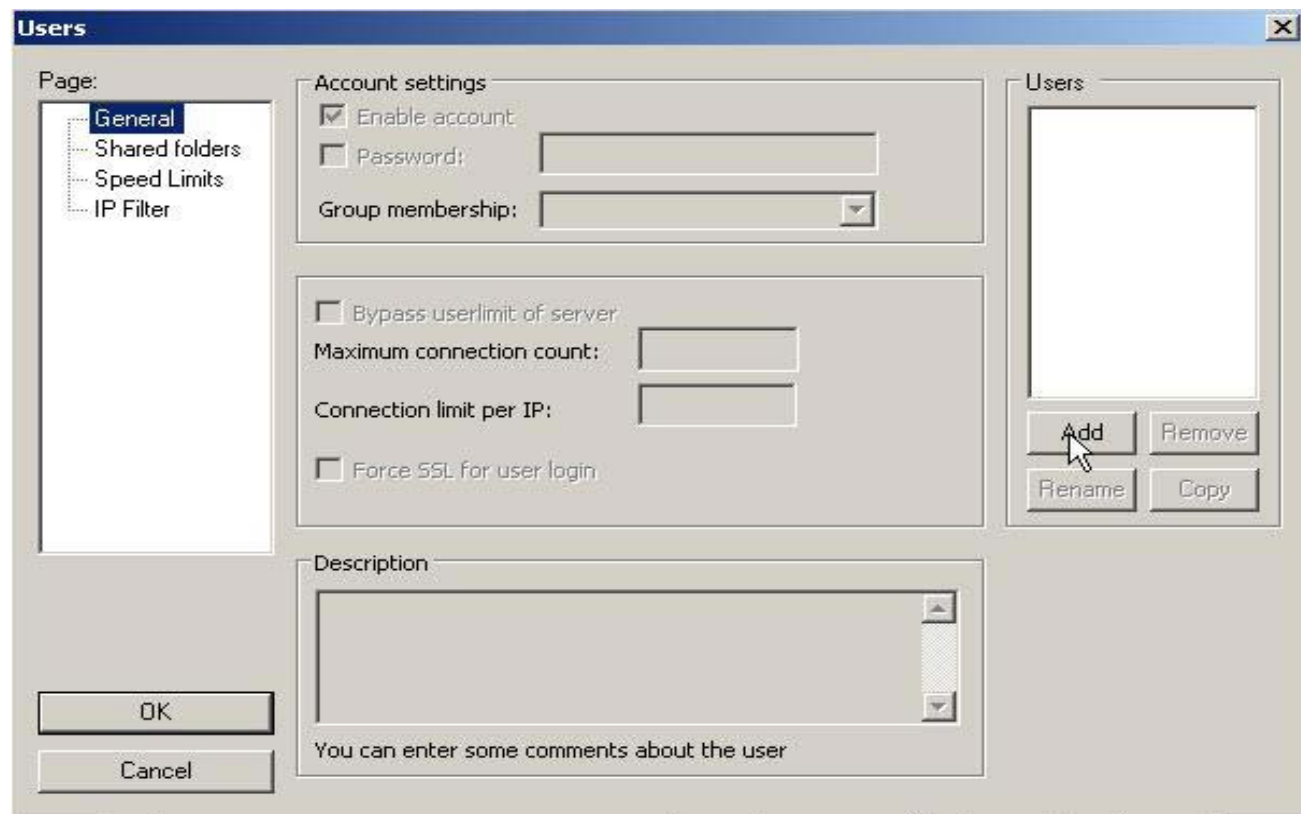 Users
Page:
General
Shared folders
Speed Limits
IP Filter
OK
Cancel
Account settings
Enable account
Password:
Group membership:
Bypass userlimit of server
Maximum connection count:
Connection limit per IP:
Force SSL for user login
Description
You can enter some comments about the user
Users
Add
Remove
Rename
Copy